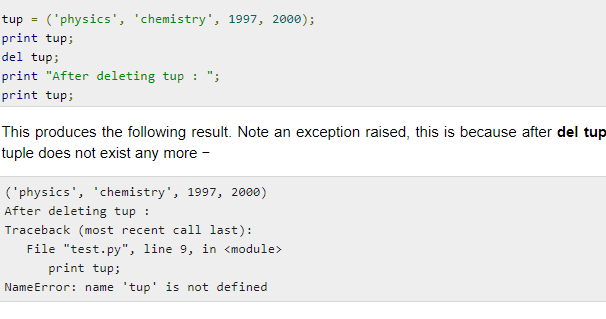 tup = ('physics', 'chemistry', 1997, 2000);
print tup;
del tup;
print "After deleting tup : ";
print tup;
This produces the following result. Note an exception raised, this is because after del tup
tuple does not exist any more −
('physics', 'chemistry', 1997, 2000)
After deleting tup :
Traceback (most recent call last):
   File "test.py", line 9, in <module>
      print tup;
NameError: name 'tup' is not defined